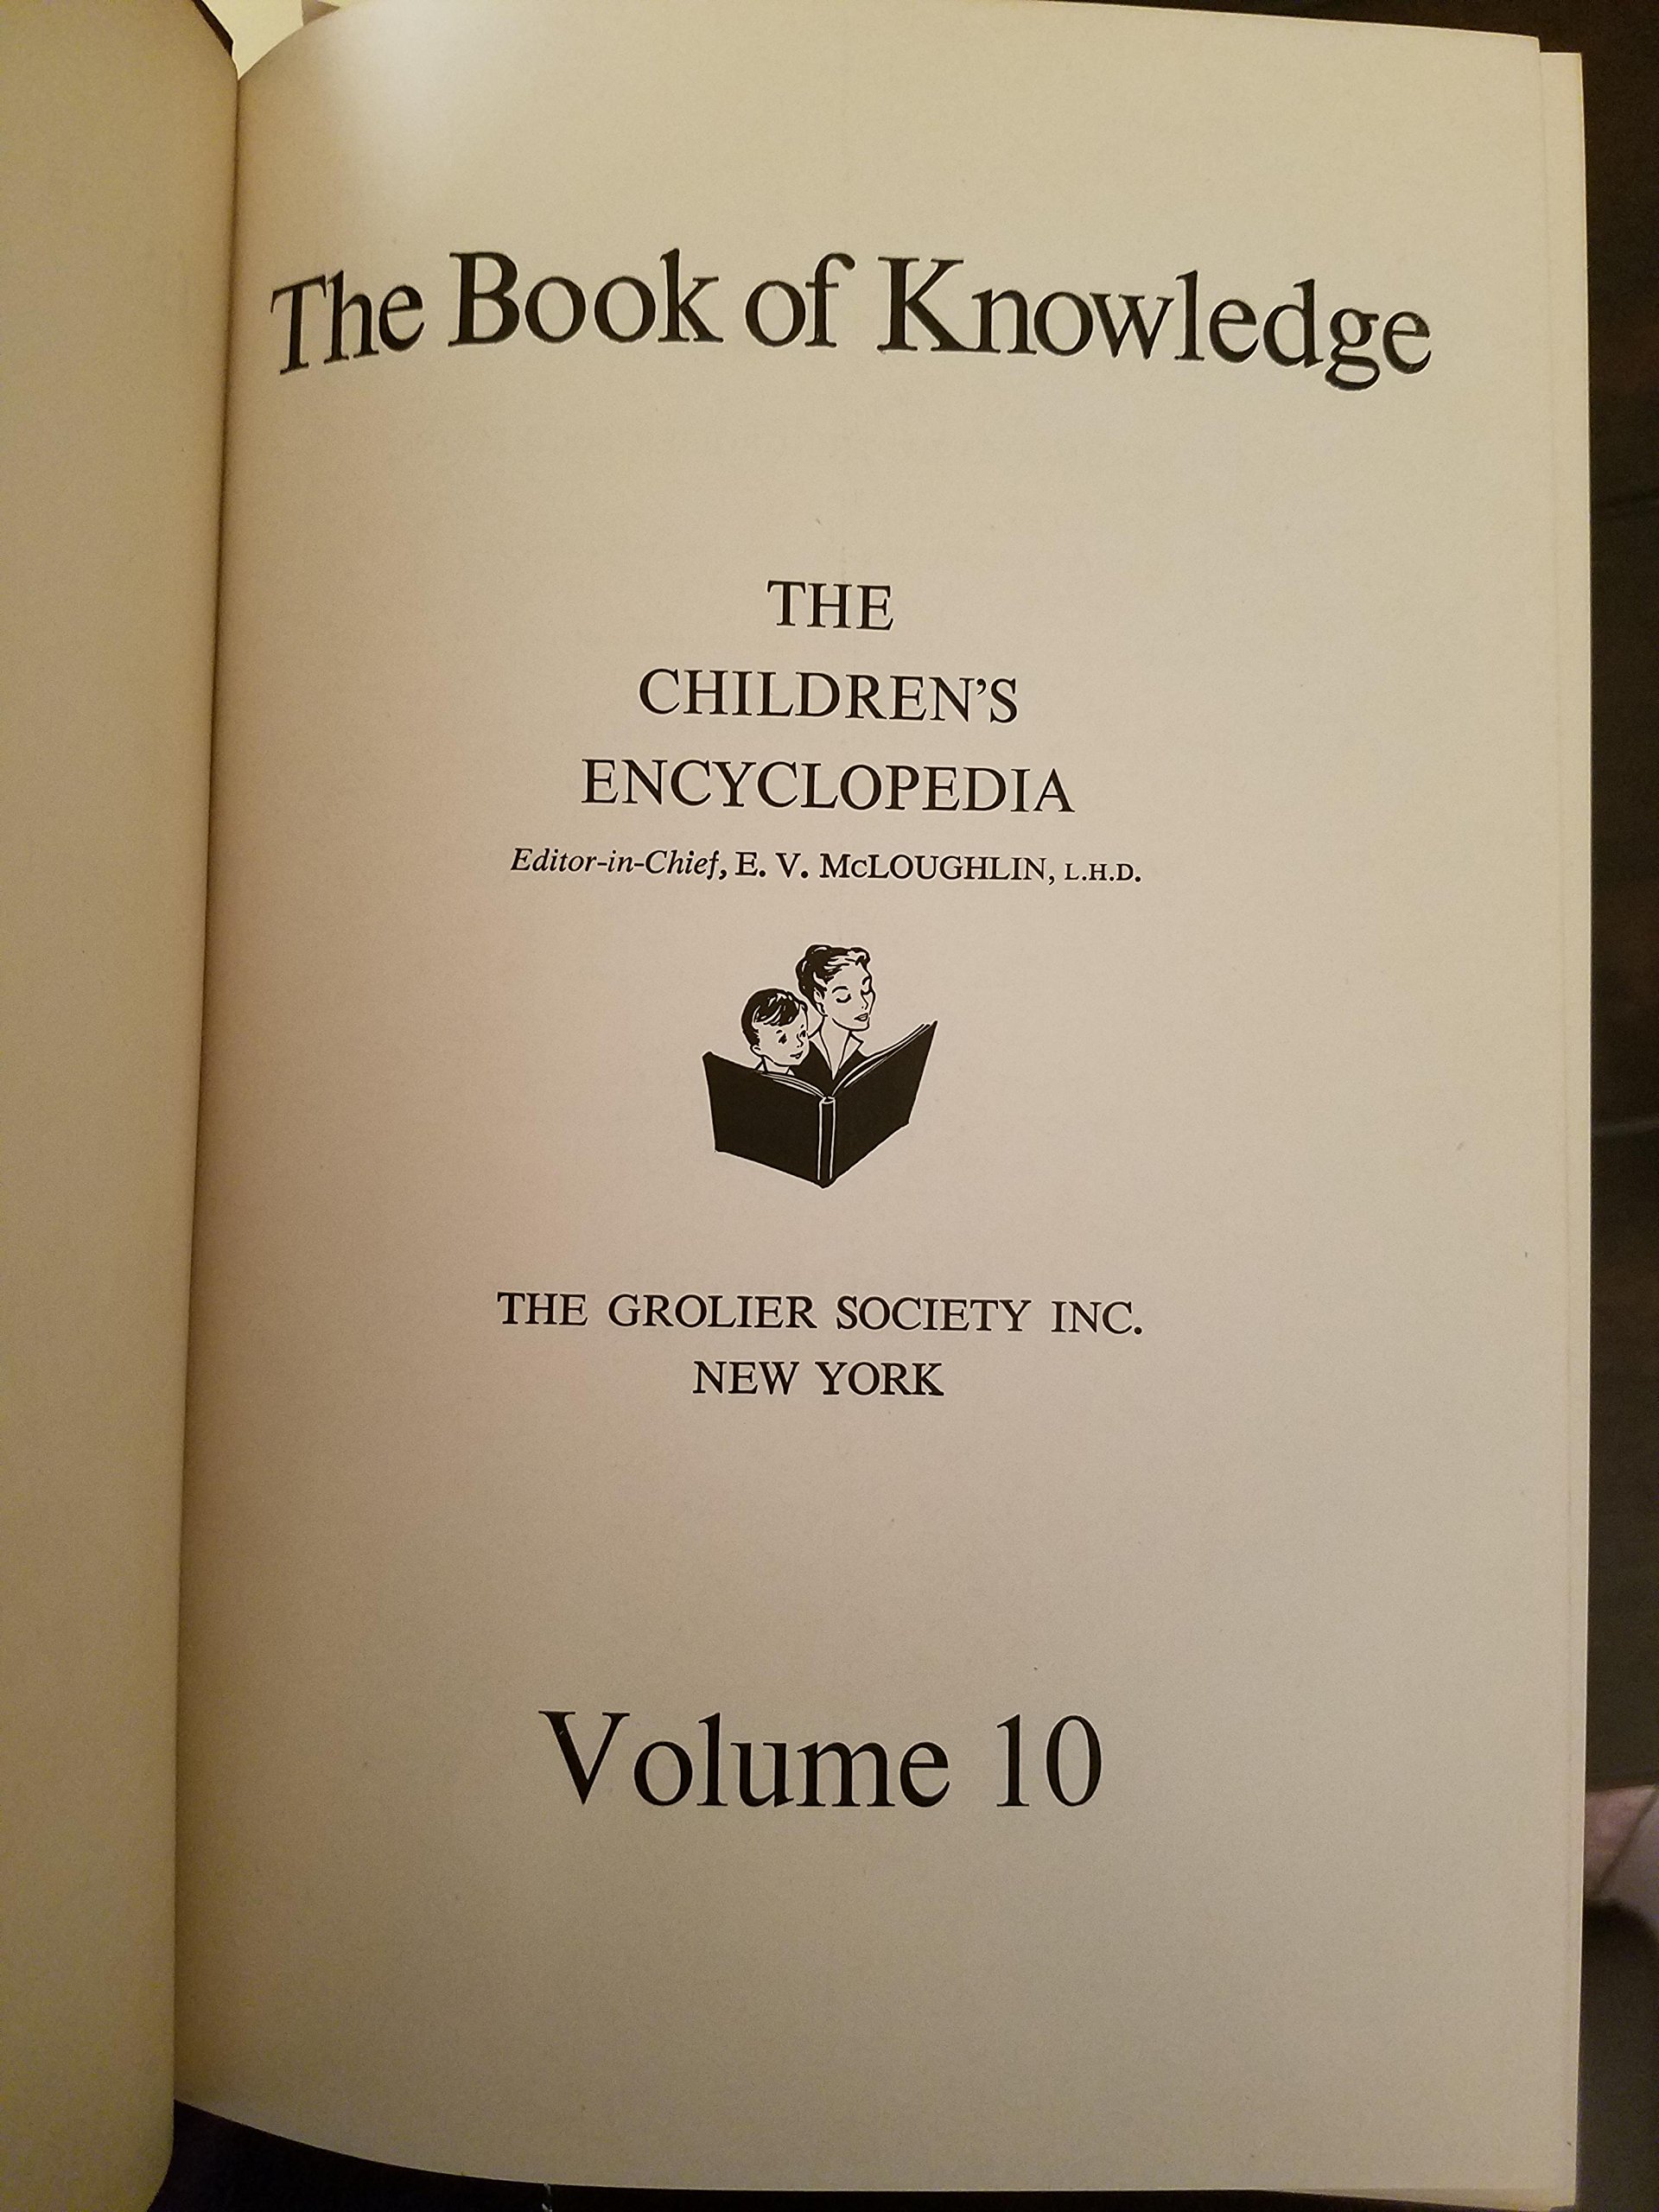 The Book of Knowledge
THE
CHILDREN'S
ENCYCLOPEDIA
Editor-in-Chief, E. V. McLOUGHLIN, L.H.D.
THE GROLIER SOCIETY INC.
NEW YORK
Volume 10